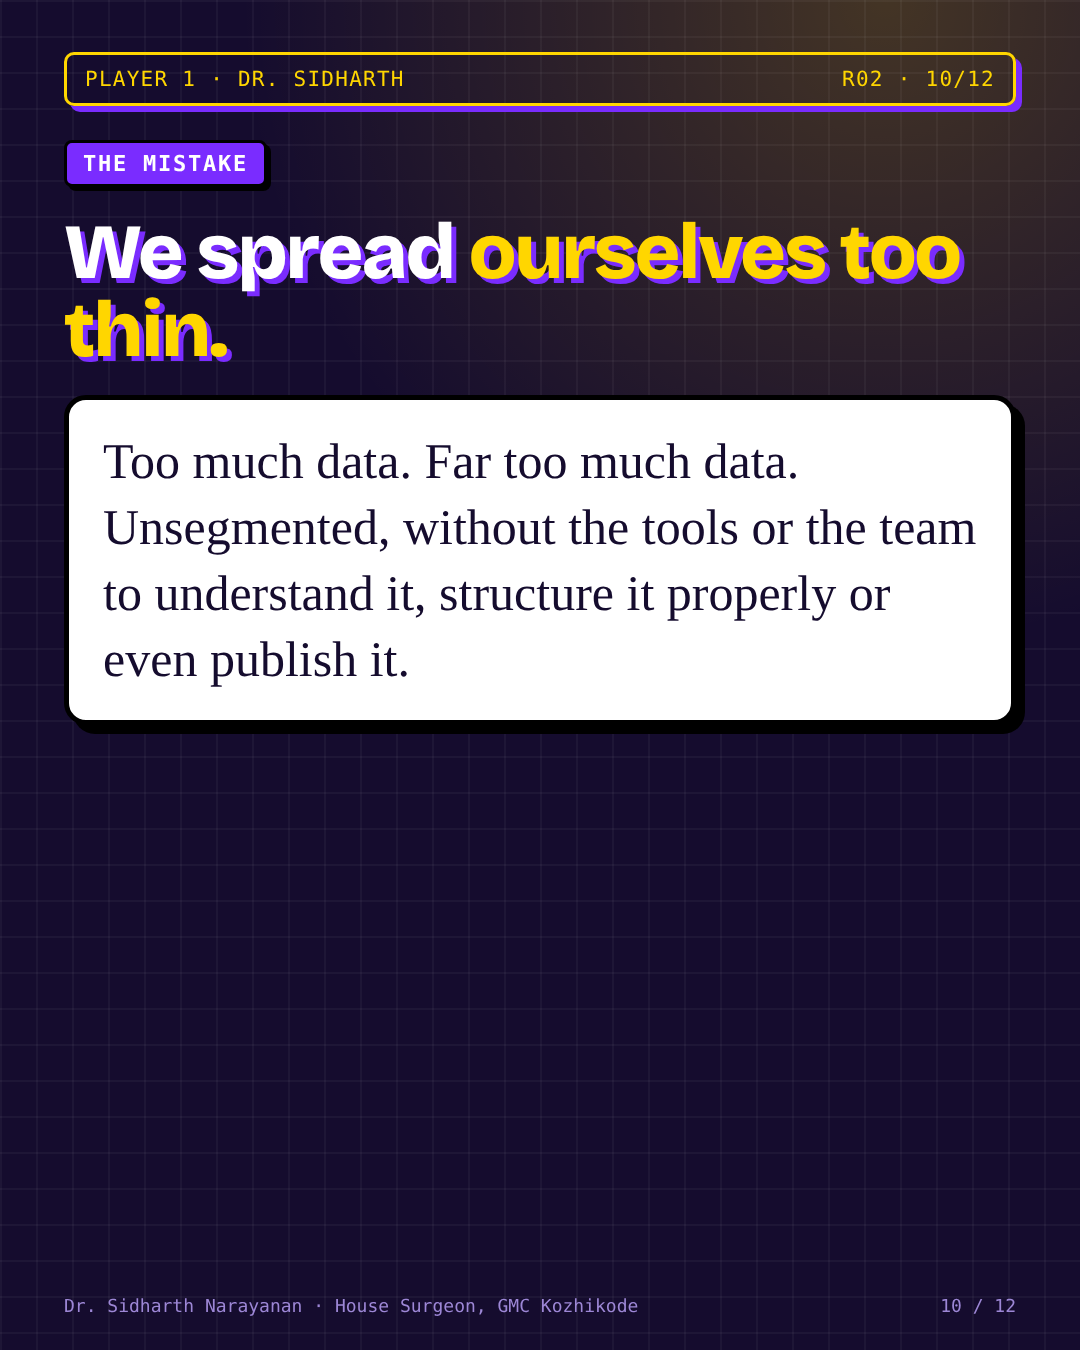 PLAYER 1 · DR. SIDHARTH R02 · 10/12
THE MISTAKE
We spread ourselves too
thin.
Too much data. Far too much data.
Unsegmented, without the tools or the team
to understand it, structure it properly or
even publish it.
Dr. Sidharth Narayanan · House Surgeon, GMC Kozhikode 10 / 12